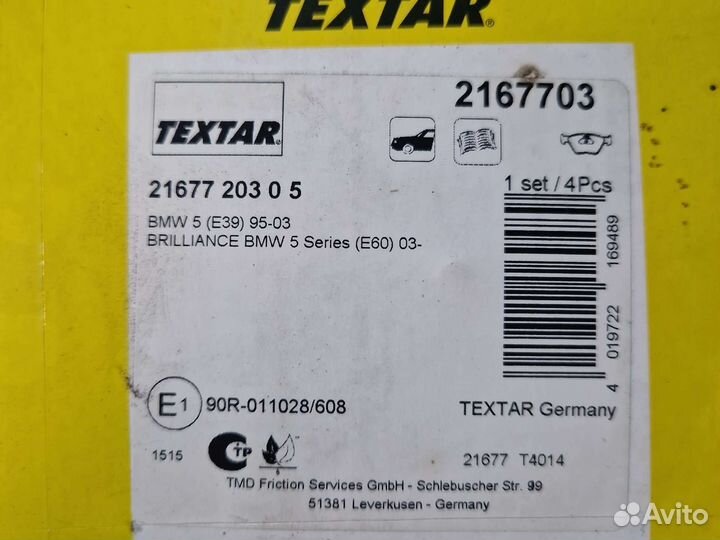 TEXTAR®
TEXTAR®
2167703
21677 203 0 5
1 set / 4Pcs
BMW 5 (E39) 95-03
BRILLIANCE BMW 5 Series (E60) 03-
4 019722 169489
E1 90R-011028/608
TEXTAR Germany
1515
СTP
6
21677 T4014
TMD Friction Services GmbH - Schlebuscher Str. 99
51381 Leverkusen - Germany
Avito